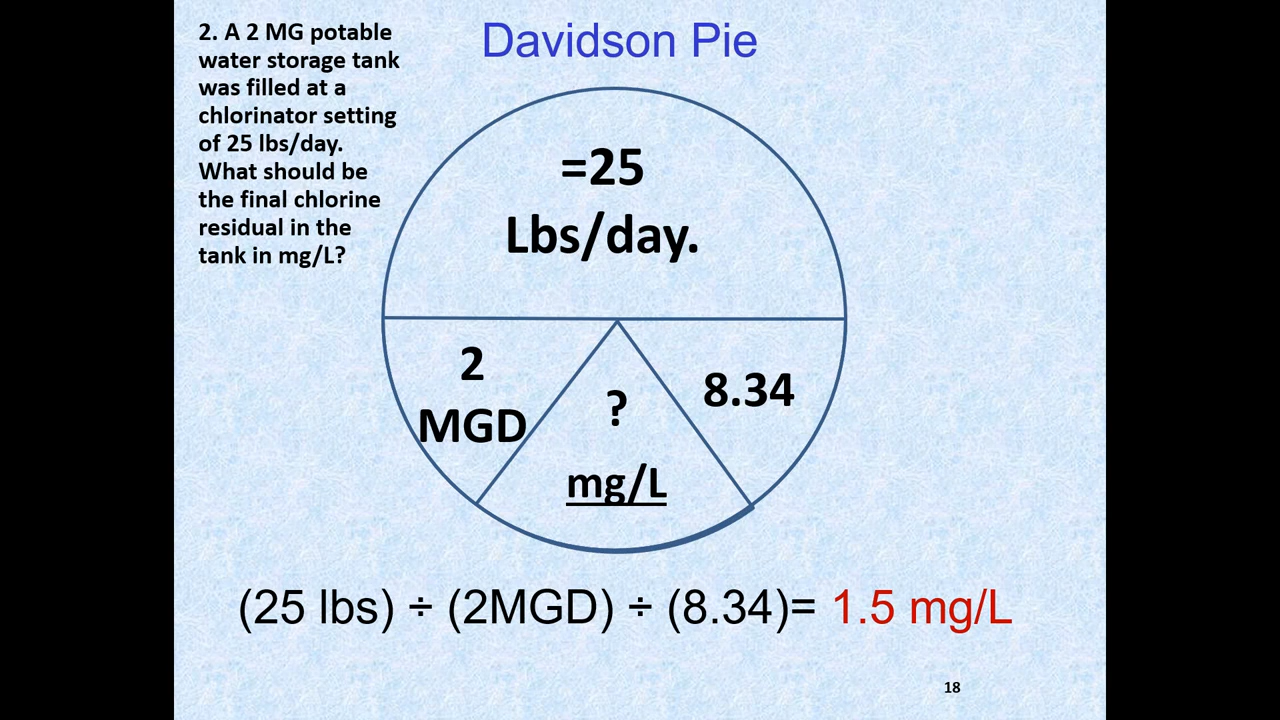 2. A 2 MG potable
water storage tank
was filled at a
chlorinator setting
of 25 lbs/day.
What should be
the final chlorine
residual in the
tank in mg/L?
Davidson Pie
=25
Lbs/day.
2
MGD
?
mg/L
8.34
(25 lbs) ÷ (2MGD) ÷ (8.34)= 1.5 mg/L
18